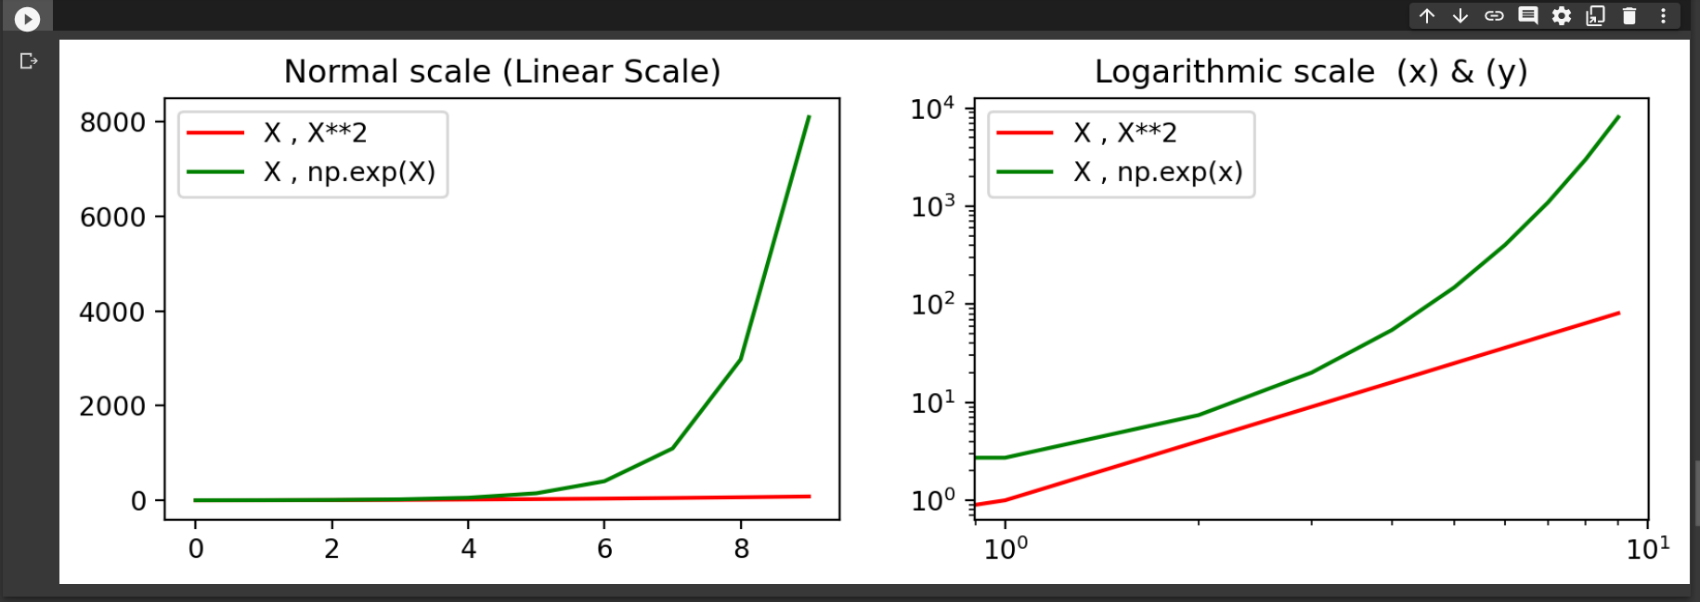 Normal scale (Linear Scale)
8000
6000
4000
2000
0
X , X**2
X , np.exp(X)
0 2 4 6 8
Logarithmic scale  (x) & (y)
10⁴
10³
10²
10¹
10⁰
X , X**2
X , np.exp(x)
10⁰ 10¹